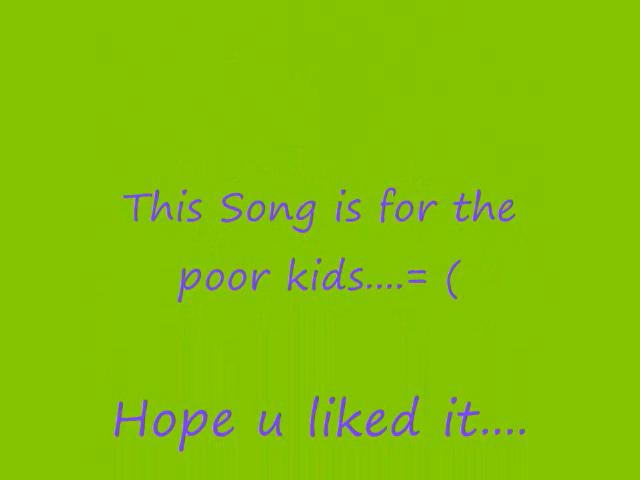 This Song is for the
poor kids....= (
Hope u liked it....